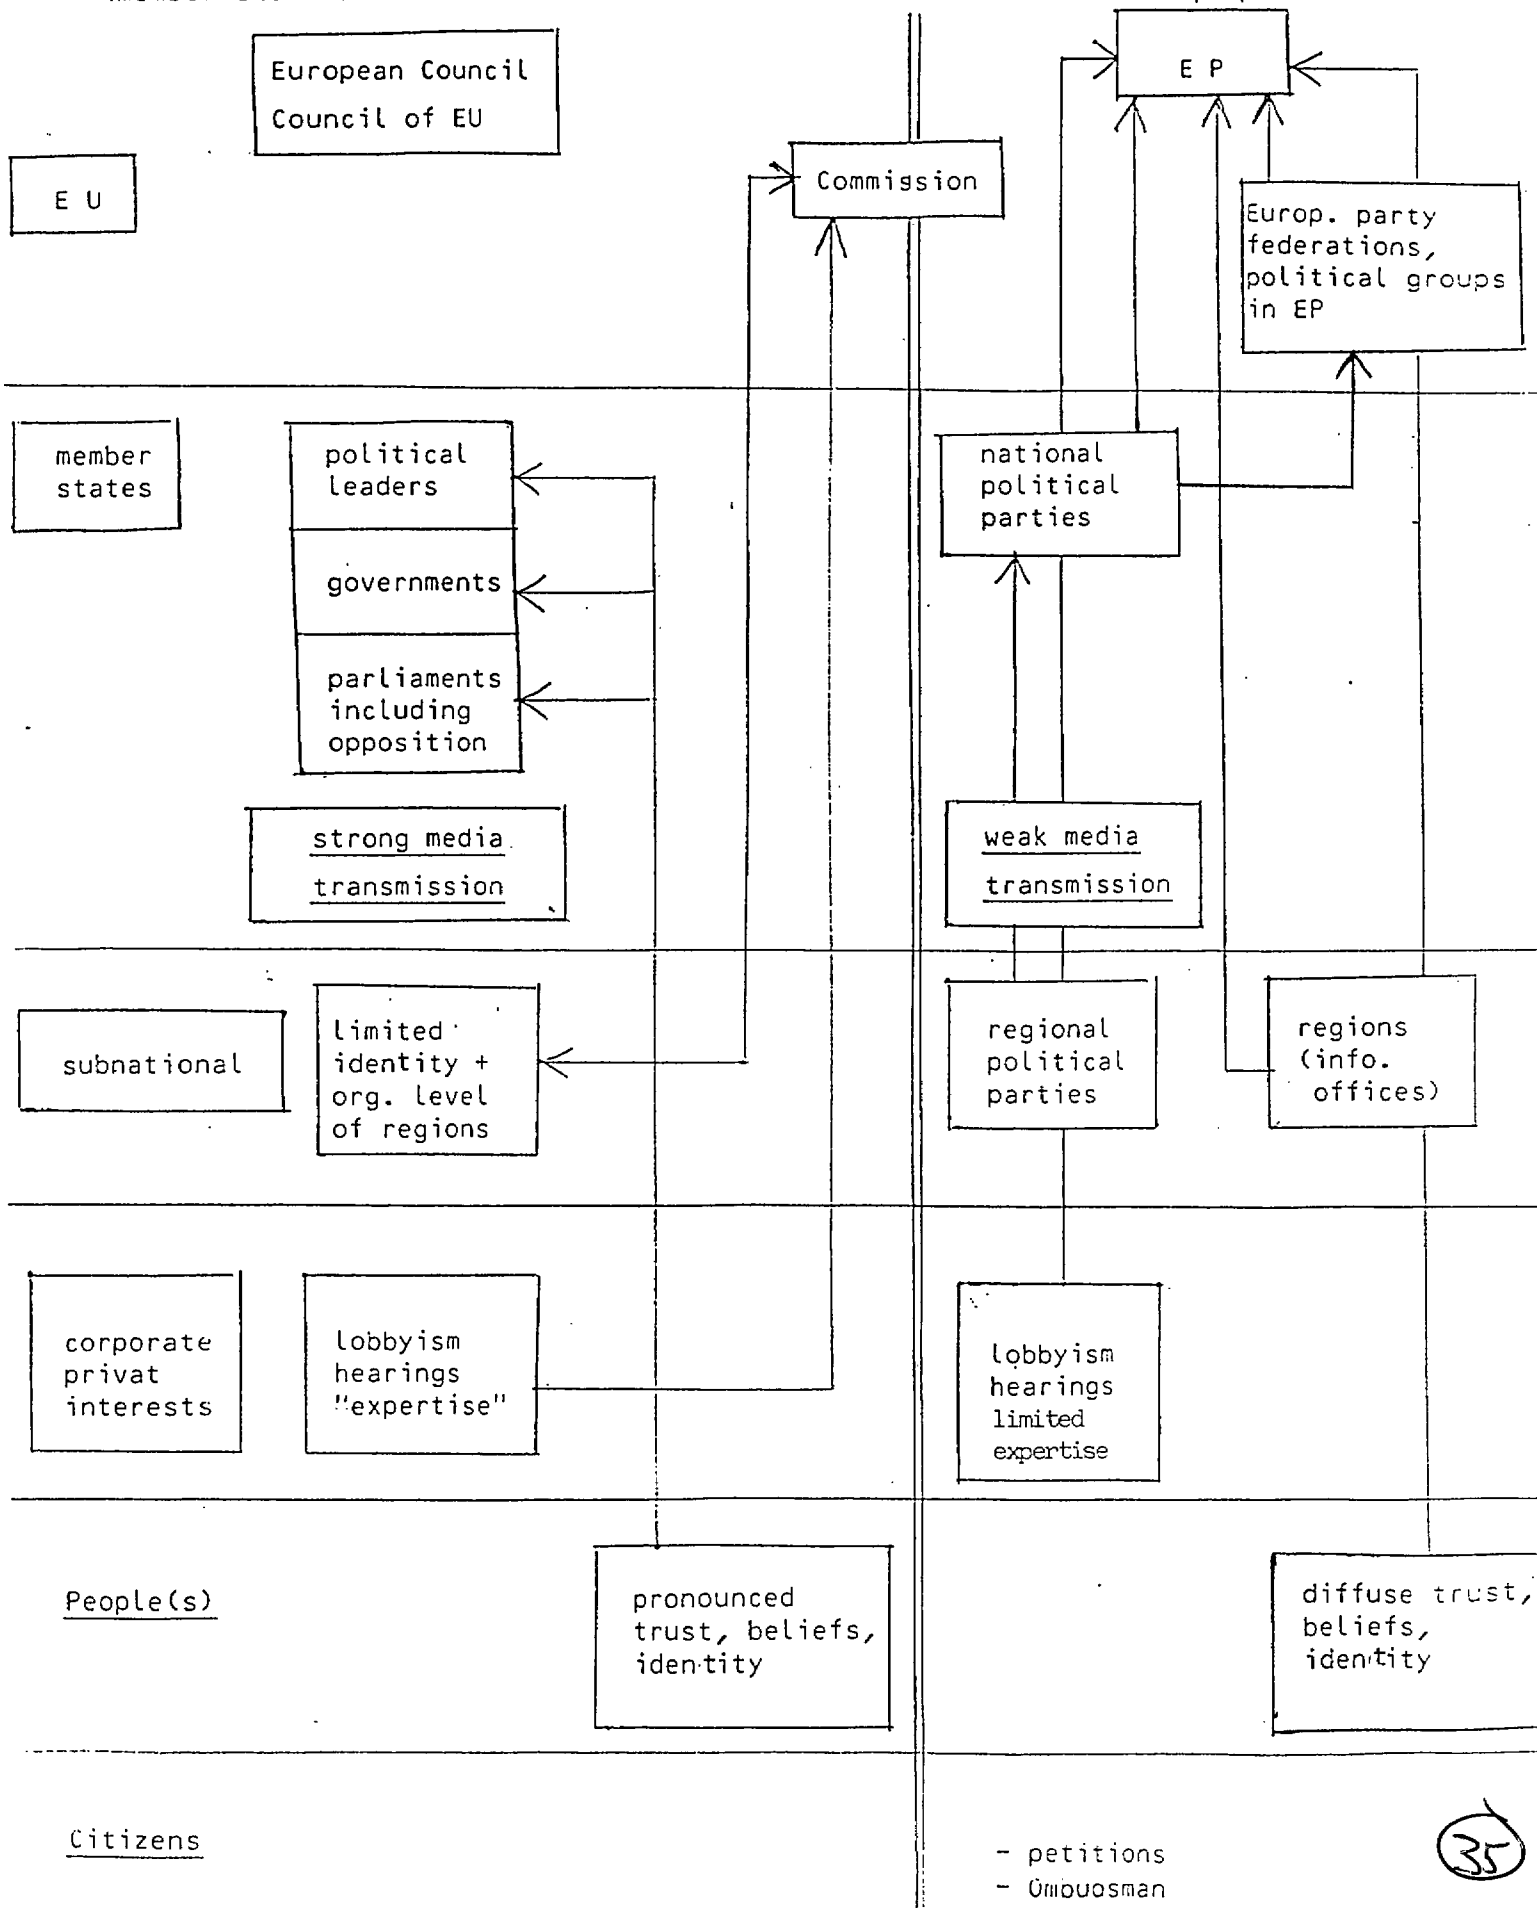 European Council
Council of EU
E P
E U
Commission
Europ. party
federations,
political groups
in EP
member
states
political
leaders
governments
parliaments
including
opposition
national
political
parties
strong media
transmission
weak media
transmission
subnational
limited
identity +
org. level
of regions
regional
political
parties
regions
(info.
offices)
corporate
privat
interests
lobbyism
hearings
"expertise"
lobbyism
hearings
limited
expertise
People(s)
pronounced
trust, beliefs,
identity
diffuse trust,
beliefs,
identity
Citizens
- petitions
- Ombudsman
35